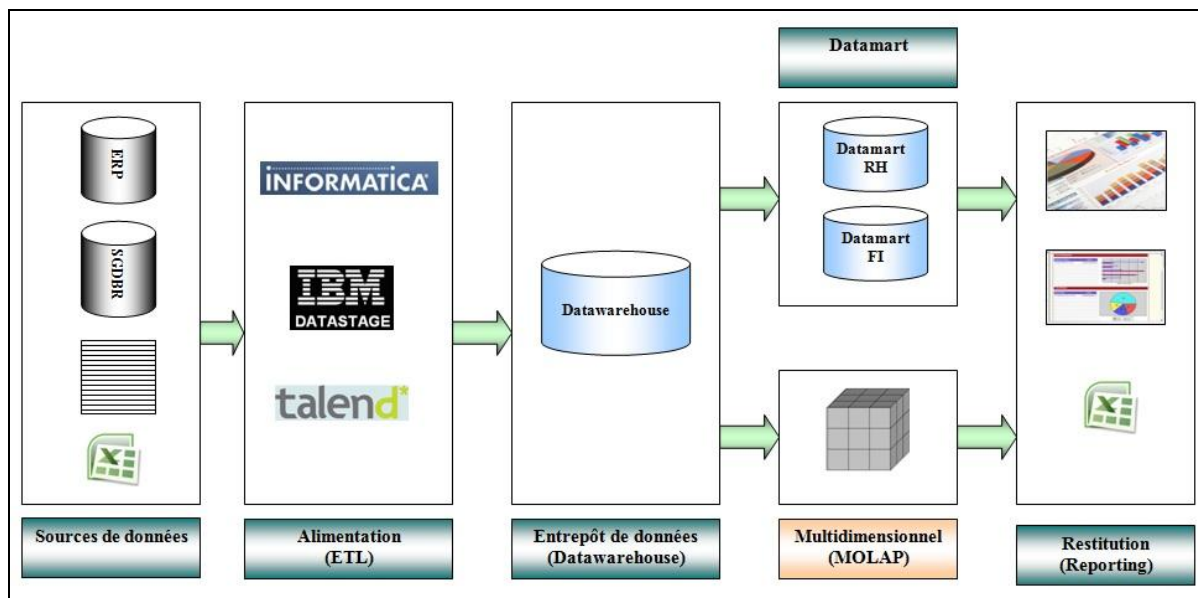 Datamart
ERP
SGDBR
INFORMATICA
IBM
DATASTAGE
talend*
Datawarehouse
Datamart
RH
Datamart
FI
Sources de données
Alimentation
(ETL)
Entrepôt de données
(Datawarehouse)
Multidimensionnel
(MOLAP)
Restitution
(Reporting)